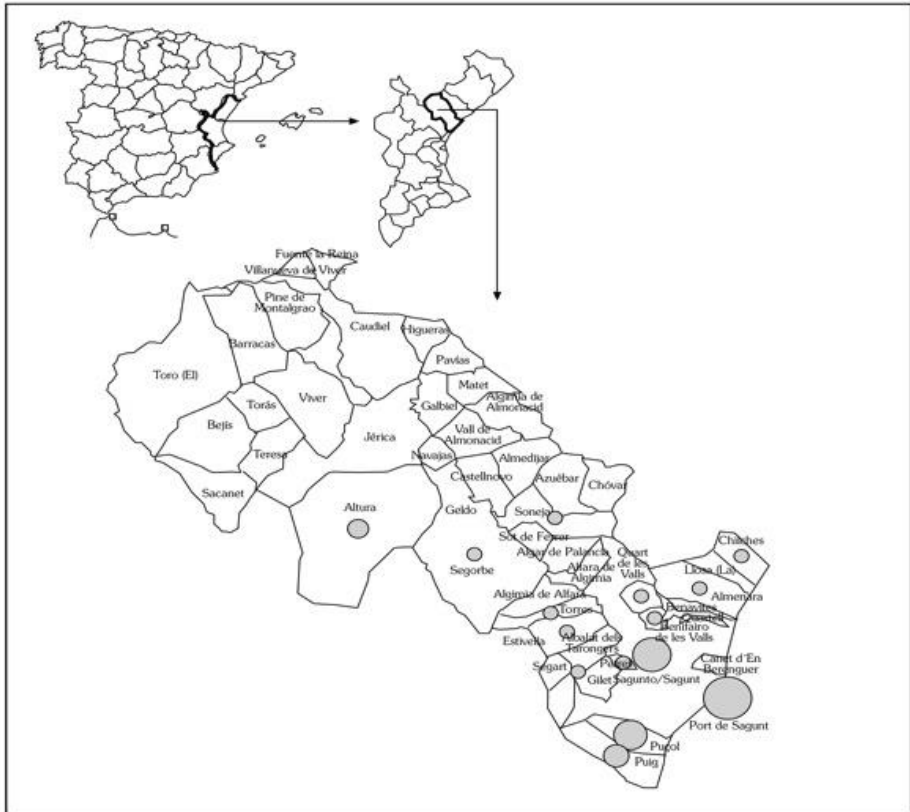 Fuente la Reina
Villanueva de Viver
Pine de
Montalgrao
Caudiel
Higueras
Barracas
Pavías
Toro (El)
Matet
Viver
Algimia de
Almonacid
Torás
Galbiel
Bejís
Vall de
Almonacid
Jérica
Teresa
Navajas
Almedijar
Castellnovo
Azuébar
Chóvar
Sacanet
Altura
Geldo
Soneja
Sot de Ferrer
Chilches
Algar de Palancia
Quart
de les
Valls
Segorbe
Alfara de
Algimia
Llosa (La)
Algimia de Alfara
Almenara
Torres
Benavites
Quartell
Benifairo
de les Valls
Estivella
Albalat dels
Tarongers
Segart
Petrés
Canet d'En
Berenguer
Gilet
Sagunto/Sagunt
Port de Sagunt
Puçol
Puig